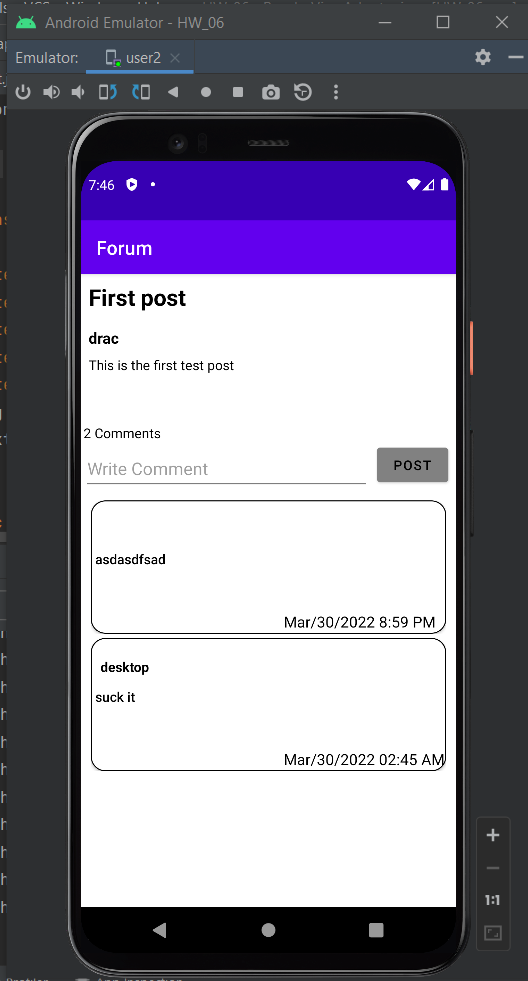 Android Emulator - HW_06
Emulator:
user2
7:46
Forum
First post
drac
This is the first test post
2 Comments
Write Comment
POST
asdasdfsad
Mar/30/2022 8:59 PM
desktop
suck it
Mar/30/2022 02:45 AM
1:1